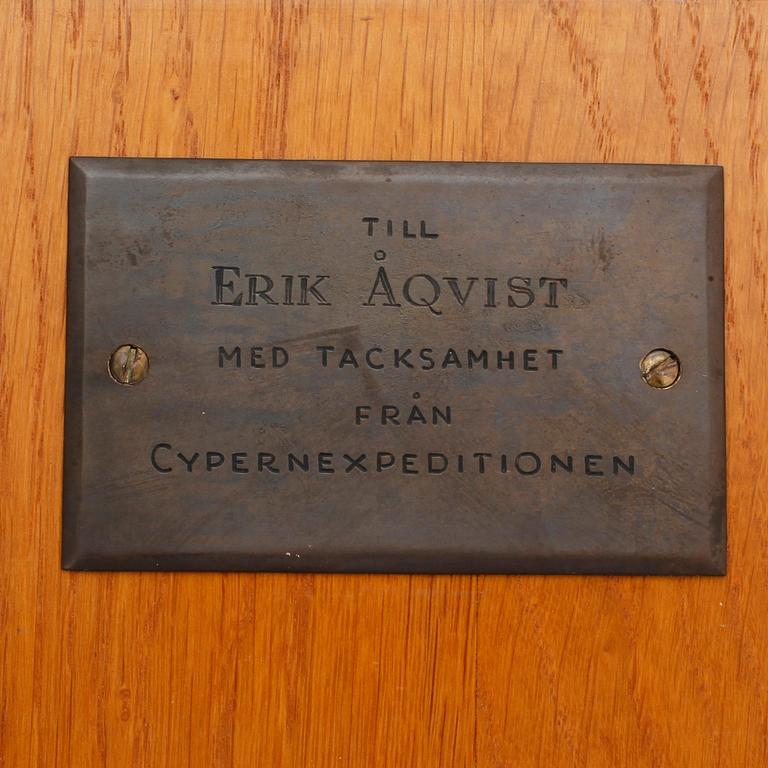 TILL
ERIK ÅQVIST
MED TACKSAMHET
FRÅN
CYPERNEXPEDITIONEN